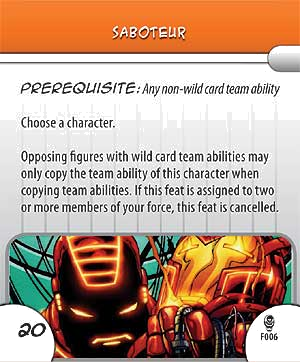 SABOTEUR
PREREQUISITE: Any non-wild card team ability
Choose a character.
Opposing figures with wild card team abilities may
only copy the team ability of this character when
copying team abilities. If this feat is assigned to two
or more members of your force, this feat is cancelled.
20
F006